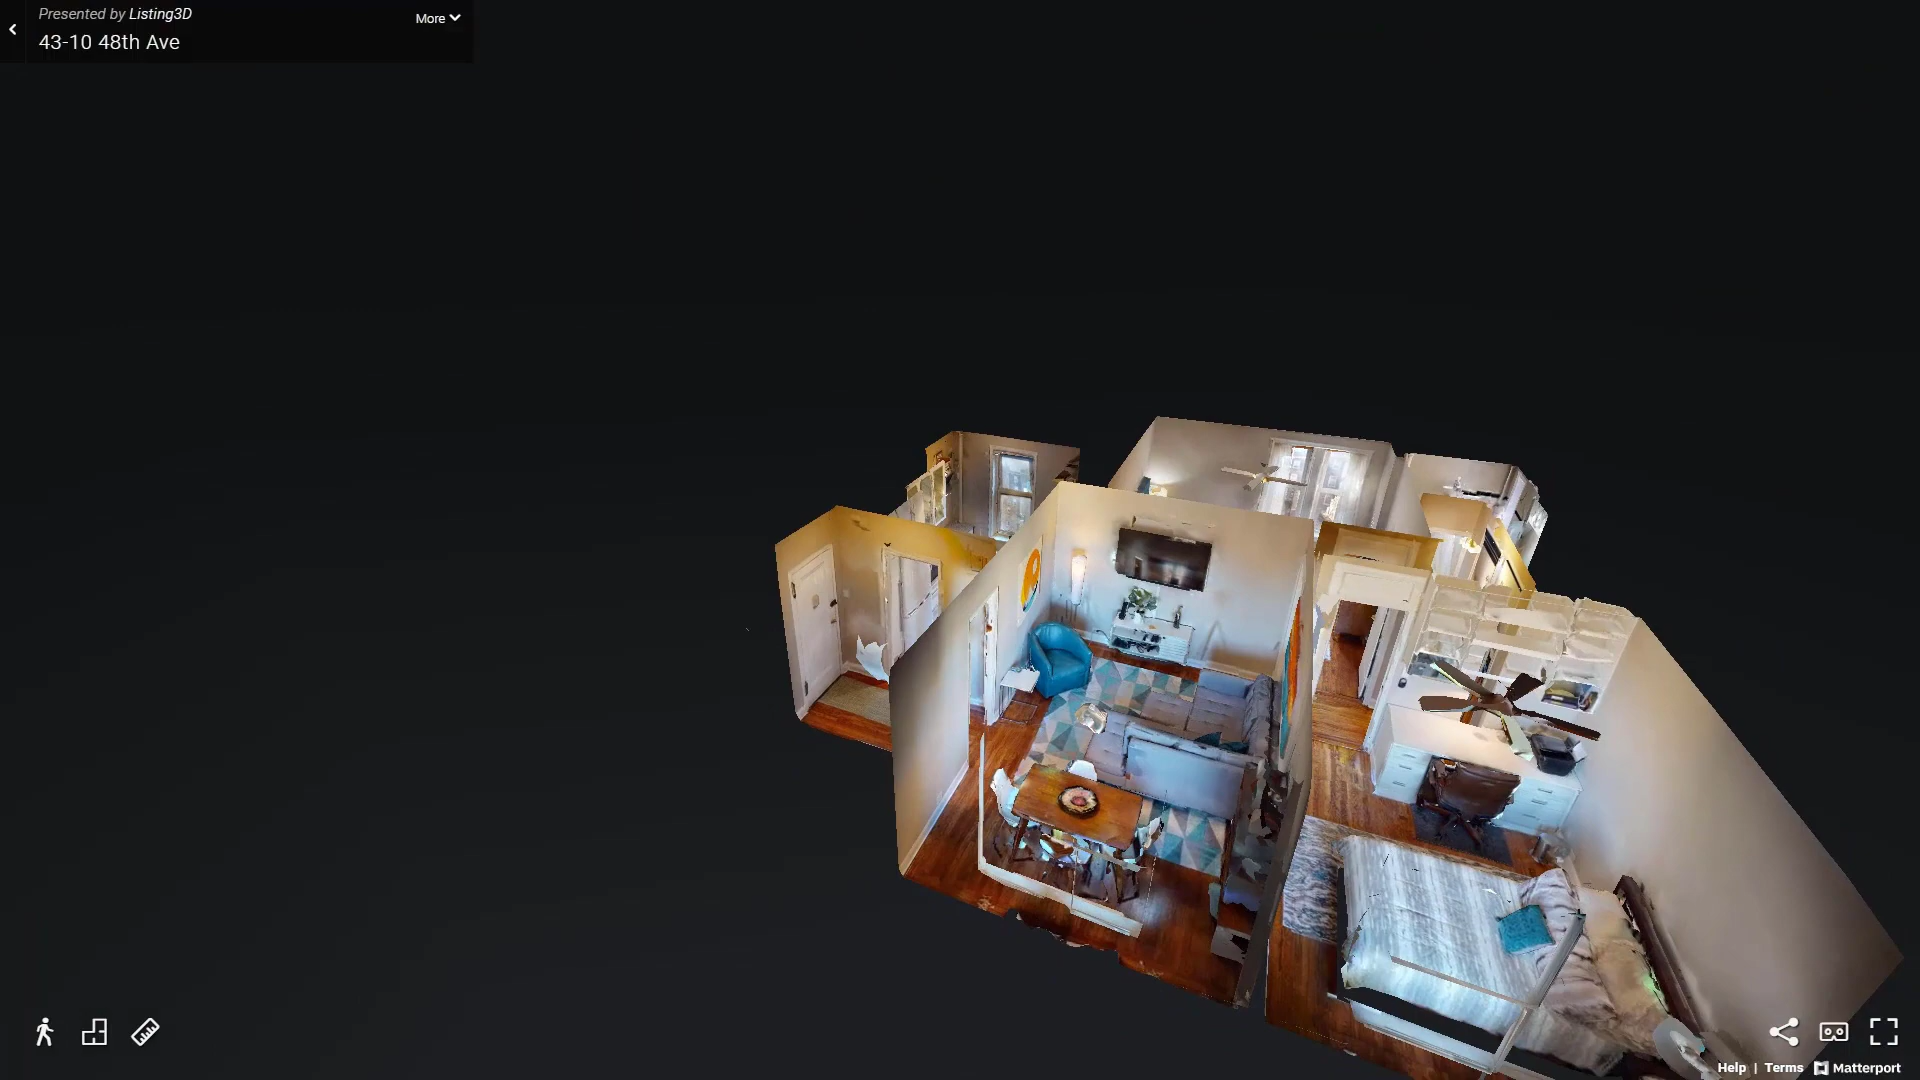 Presented by Listing3D
More
43-10 48th Ave
Help | Terms Matterport